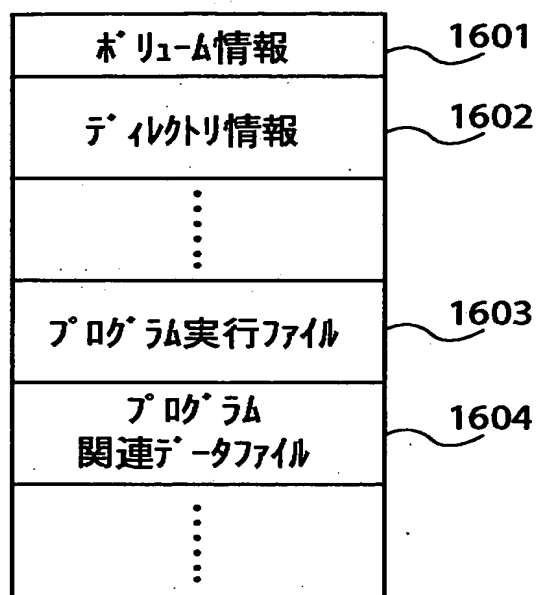 ボリューム情報
1601
ディレクトリ情報
1602
プログラム実行ファイル
1603
プログラム
関連データファイル
1604